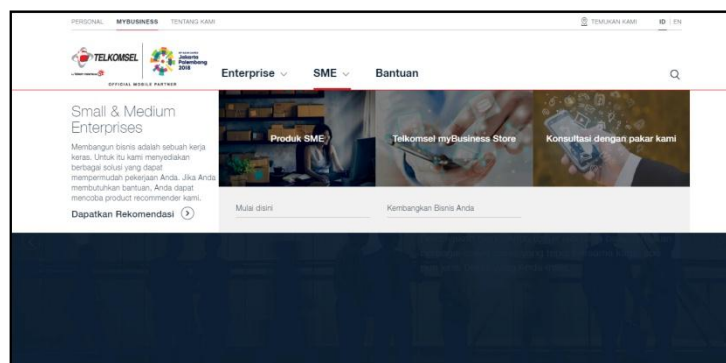 PERSONAL MYBUSINESS TENTANG KAMI
TEMUKAN KAMI ID | EN
TELKOMSEL
Jakarta
Palembang
2018
OFFICIAL MOBILE PARTNER
Enterprise SME Bantuan
Small & Medium
Enterprises
Membangun bisnis adalah sebuah kerja
keras. Untuk itu kami menyediakan
berbagai solusi yang dapat
mempermudah pekerjaan Anda. Jika Anda
membutuhkan bantuan, Anda dapat
mencoba product recommender kami.
Dapatkan Rekomendasi
Produk SME
Telkomsel myBusiness Store
Konsultasi dengan pakar kami
Mulai disini
Kembangkan Bisnis Anda